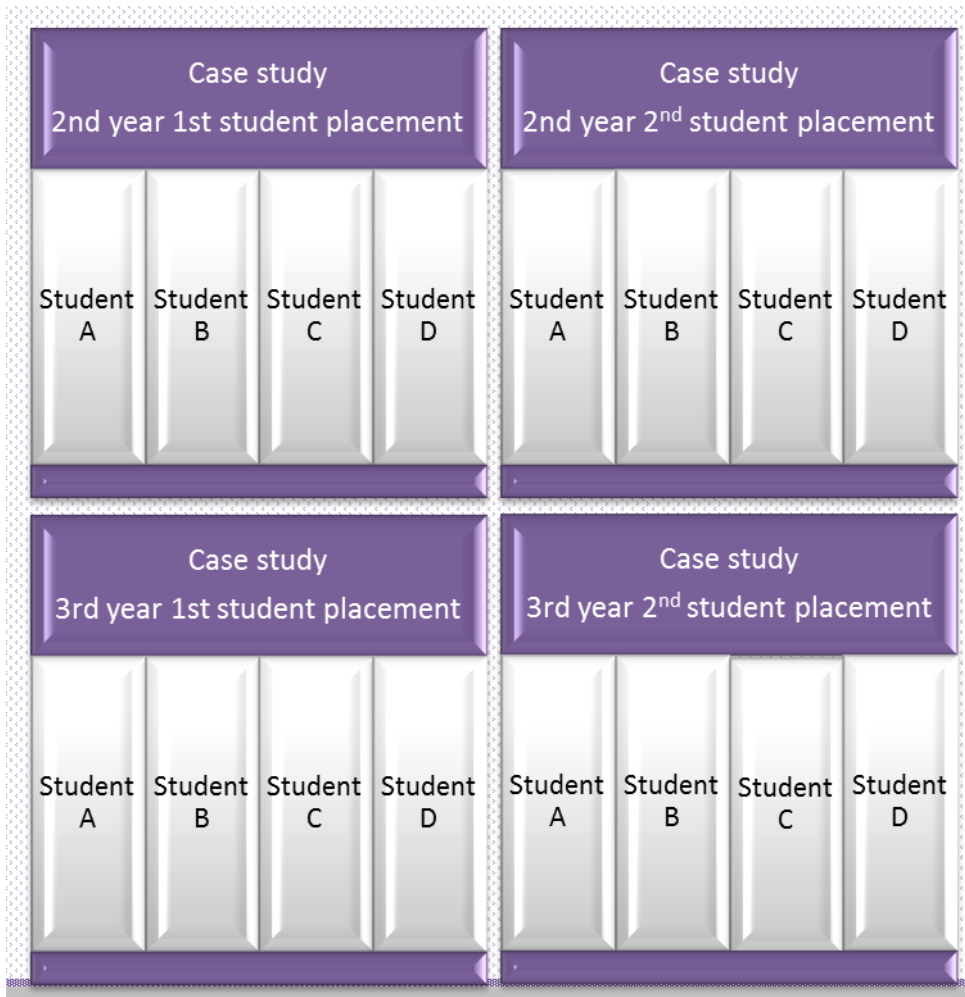 Case study
2nd year 1st student placement
Student
A
Student
B
Student
C
Student
D
Case study
2nd year 2nd student placement
Student
A
Student
B
Student
C
Student
D
Case study
3rd year 1st student placement
Student
A
Student
B
Student
C
Student
D
Case study
3rd year 2nd student placement
Student
A
Student
B
Student
C
Student
D